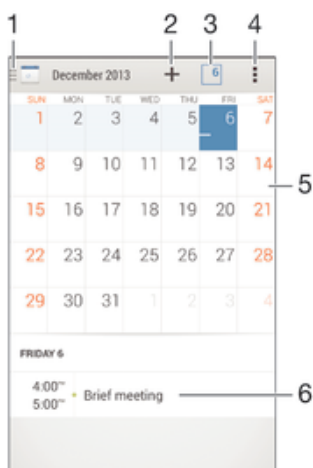 1 2 3 4
December 2013 6
SUN MON TUE WED THU FRI SAT
1 2 3 4 5 6 7
8 9 10 11 12 13 14
5
15 16 17 18 19 20 21
22 23 24 25 26 27 28
29 30 31 1 2 3 4
FRIDAY 6
4:00PM
Brief meeting 6
5:00PM